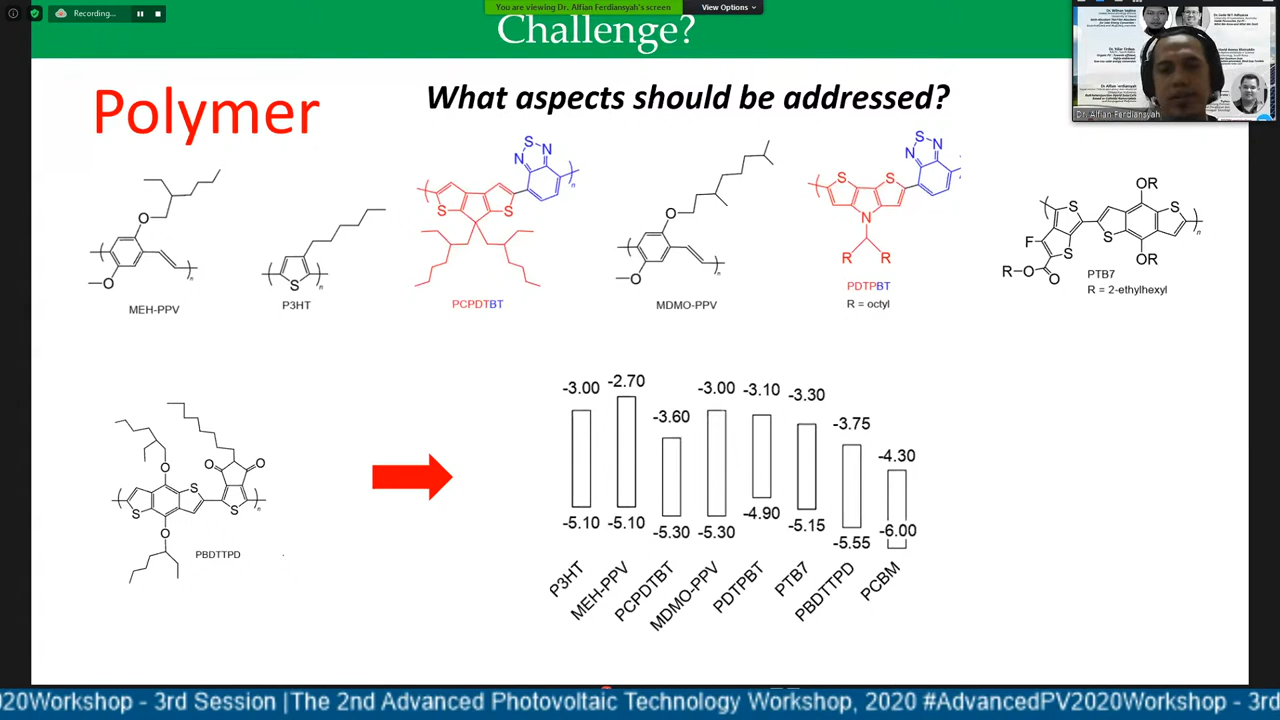 Recording...
You are viewing Dr. Alfian Ferdiansyah's screen
View Options
Challenge?
Dr. Alfian Ferdiansyah
Polymer
What aspects should be addressed?
MEH-PPV
P3HT
PCPDTBT
MDMO-PPV
PDTPBT
R = octyl
PTB7
R = 2-ethylhexyl
PBDTTPD
-3.00
-2.70
-3.60
-3.00
-3.10
-3.30
-3.75
-4.30
-5.10
-5.10
-5.30
-5.30
-4.90
-5.15
-5.55
-6.00
P3HT
MEH-PPV
PCPDTBT
MDMO-PPV
PDTPBT
PTB7
PBDTTPD
PCBM
020Workshop - 3rd Session |The 2nd Advanced Photovoltaic Technology Workshop, 2020 #AdvancedPV2020Workshop - 3rd